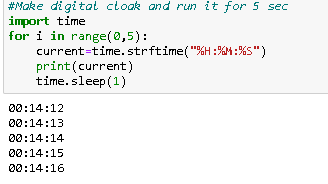 #Make digital cloak and run it for 5 sec
import time
for i in range(0,5):
    current=time.strftime("%H:%M:%S")
    print(current)
    time.sleep(1)
00:14:12
00:14:13
00:14:14
00:14:15
00:14:16